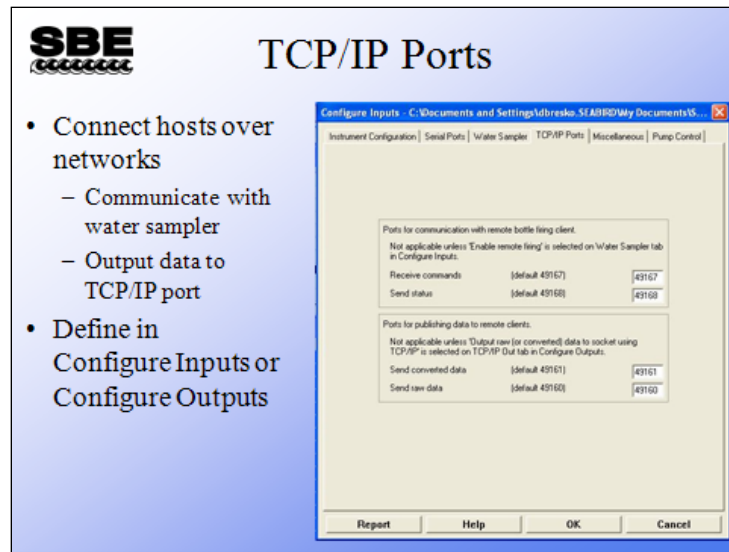 SBE
TCP/IP Ports
• Connect hosts over
networks
– Communicate with
water sampler
– Output data to
TCP/IP port
• Define in
Configure Inputs or
Configure Outputs
Configure Inputs - C:\Documents and Settings\dbresko.SEABIRD\My Documents\S...
Instrument Configuration | Serial Ports | Water Sampler | TCP/IP Ports | Miscellaneous | Pump Control
Ports for communication with remote bottle firing client.
Not applicable unless 'Enable remote firing' is selected on Water Sampler tab
in Configure Inputs.
Receive commands (default 49167) 49167
Send status (default 49168) 49168
Ports for publishing data to remote clients.
Not applicable unless 'Output raw (or converted) data to socket using
TCP/IP' is selected on TCP/IP Out tab in Configure Outputs.
Send converted data (default 49161) 49161
Send raw data (default 49160) 49160
Report Help OK Cancel